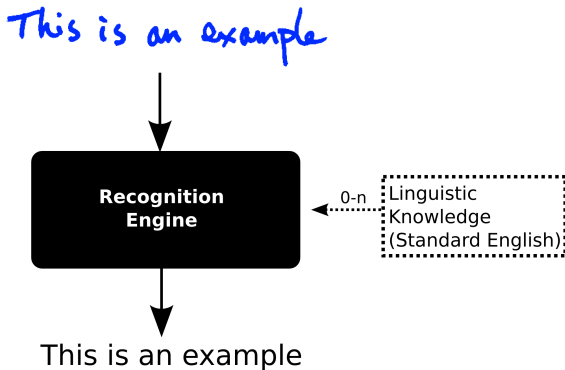 This is an example
Recognition
Engine
0-n
Linguistic
Knowledge
(Standard English)
This is an example